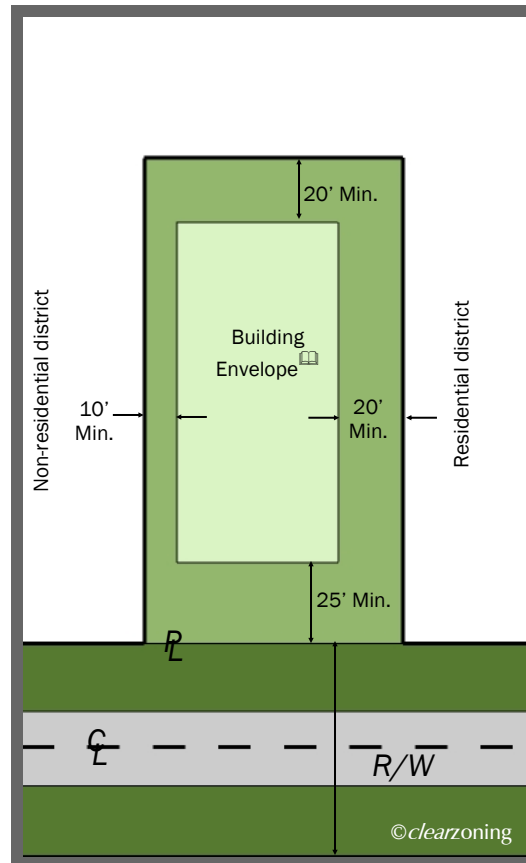 20’ Min.
Non-residential district
Residential district
Building
Envelope
10’
Min.
20’
Min.
25’ Min.
PL
CL
R/W
©clearzoning